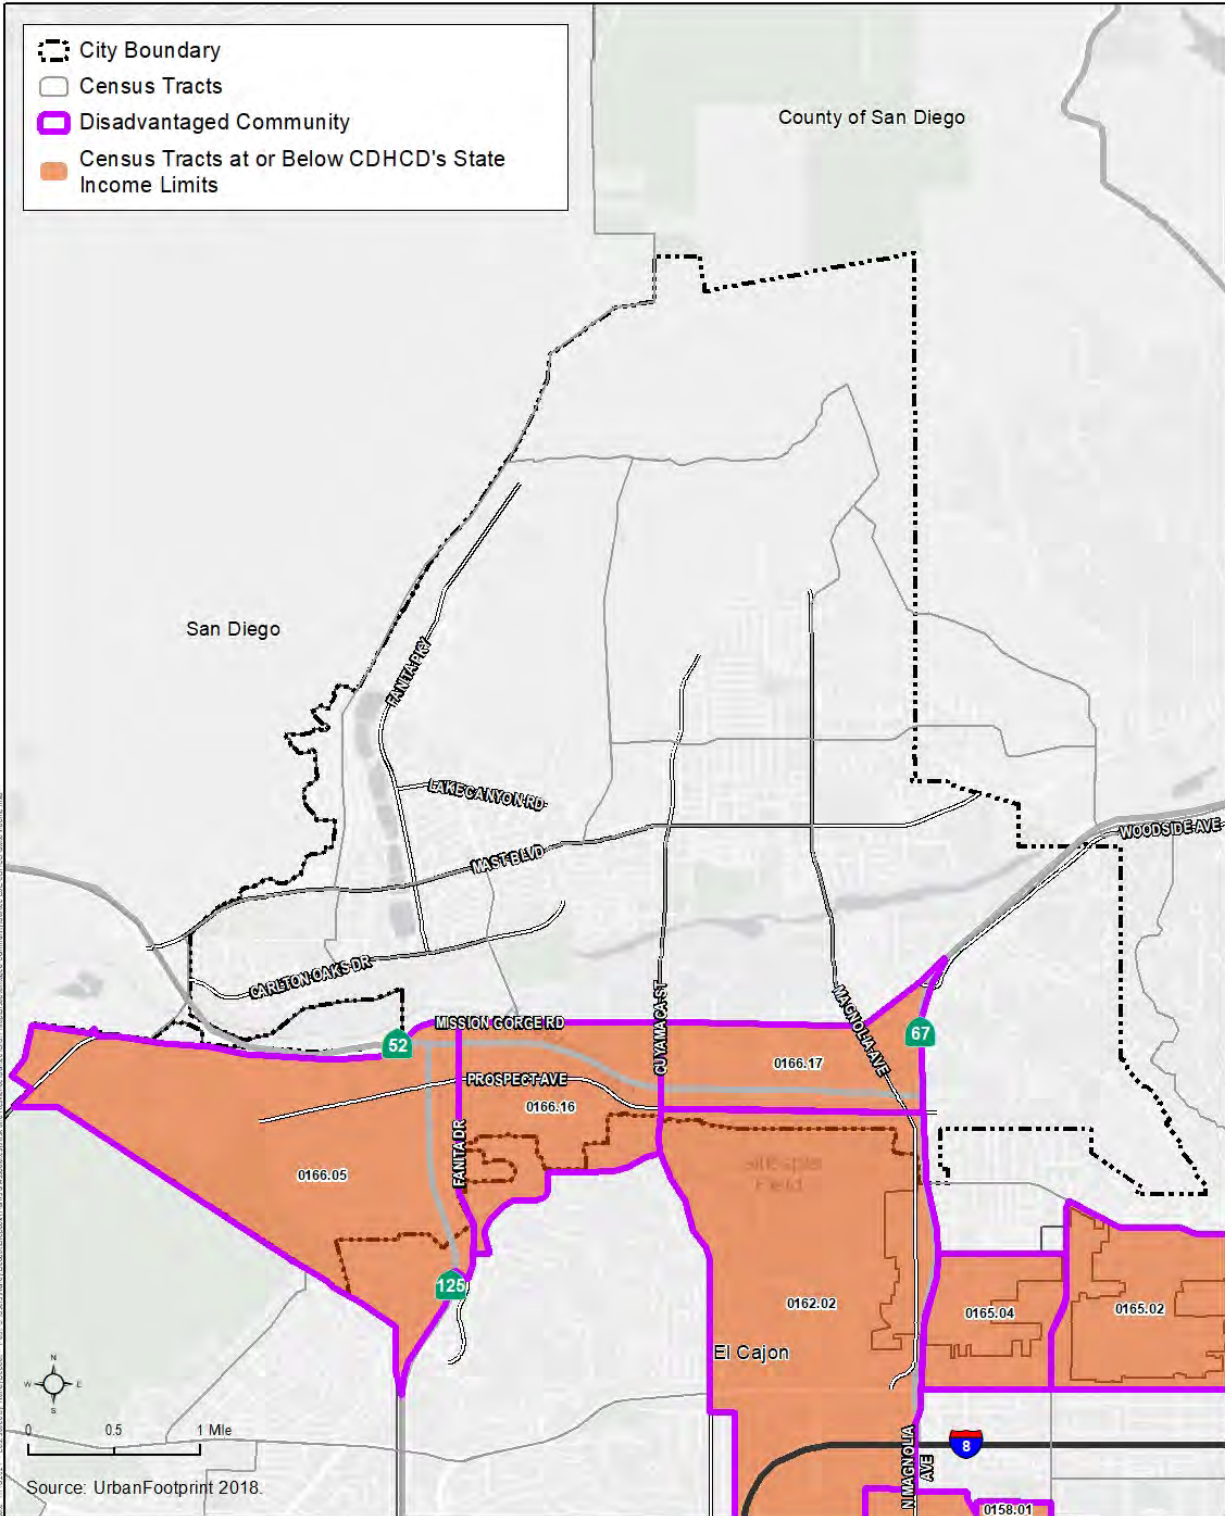 City Boundary
Census Tracts
Disadvantaged Community
Census Tracts at or Below CDHCD's State
Income Limits
County of San Diego
San Diego
FANITA PKY
LAKE CANYON RD
WOODSIDE AVE
MAST BLVD
CARLTON OAKS DR
CUYAMACA ST
MAGNOLIA AVE
MISSION GORGE RD
52
67
0166.17
PROSPECT AVE
0166.16
FANITA DR
0166.05
Gillespie
Field
125
0162.02
0165.04
0165.02
El Cajon
N
W E
S
0 0.5 1 Mile
N MAGNOLIA
AVE
8
Source: UrbanFootprint 2018.
0158.01